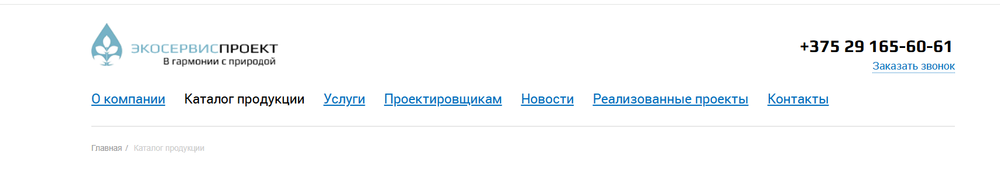 ЭКОСЕРВИСПРОЕКТ
В гармонии с природой
+375 29 165-60-61
Заказать звонок
О компании Каталог продукции Услуги Проектировщикам Новости Реализованные проекты Контакты
Главная / Каталог продукции